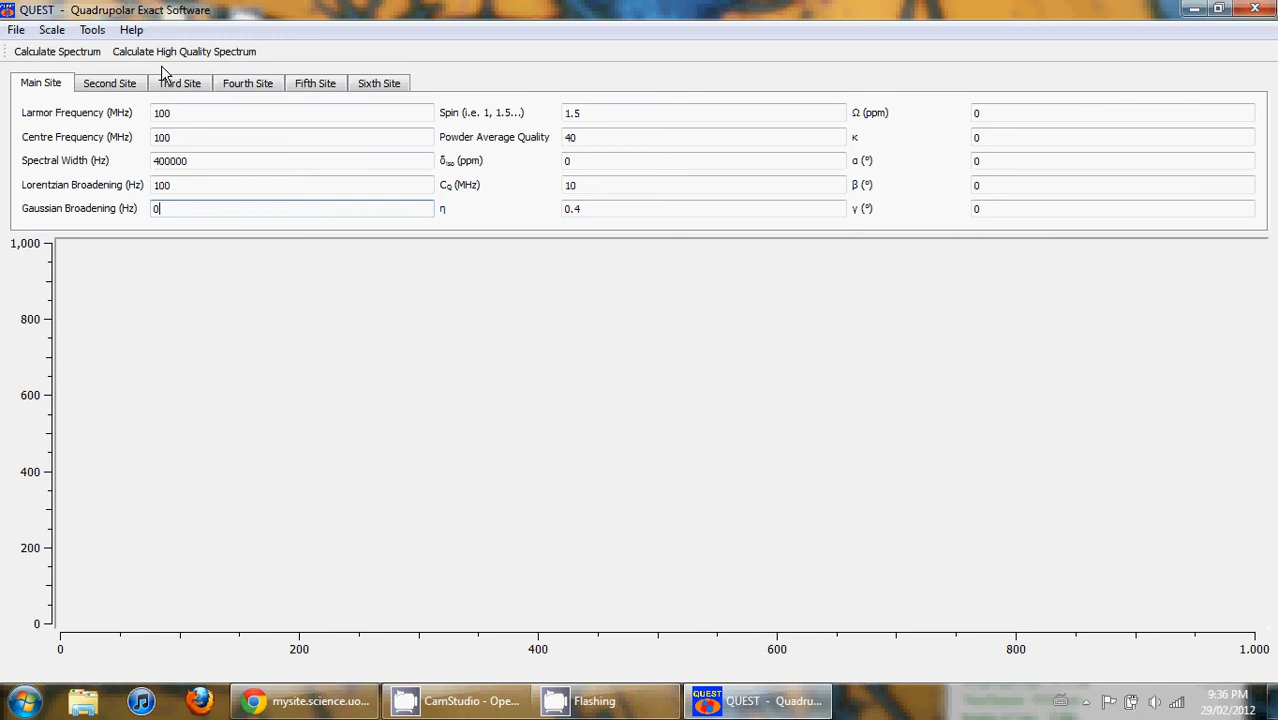 QUEST - Quadrupolar Exact Software
File Scale Tools Help
Calculate Spectrum Calculate High Quality Spectrum
Main Site Second Site Third Site Fourth Site Fifth Site Sixth Site
Larmor Frequency (MHz) 100 Spin (i.e. 1, 1.5...) 1.5 Ω (ppm) 0
Centre Frequency (MHz) 100 Powder Average Quality 40 κ 0
Spectral Width (Hz) 400000 δiso (ppm) 0 α (°) 0
Lorentzian Broadening (Hz) 100 CQ (MHz) 10 β (°) 0
Gaussian Broadening (Hz) 0 η 0.4 γ (°) 0
1,000
800
600
400
200
0
0 200 400 600 800 1.000
mysite.science.uo... CamStudio - Ope... Flashing QUEST QUEST - Quadru...
9:36 PM
29/02/2012